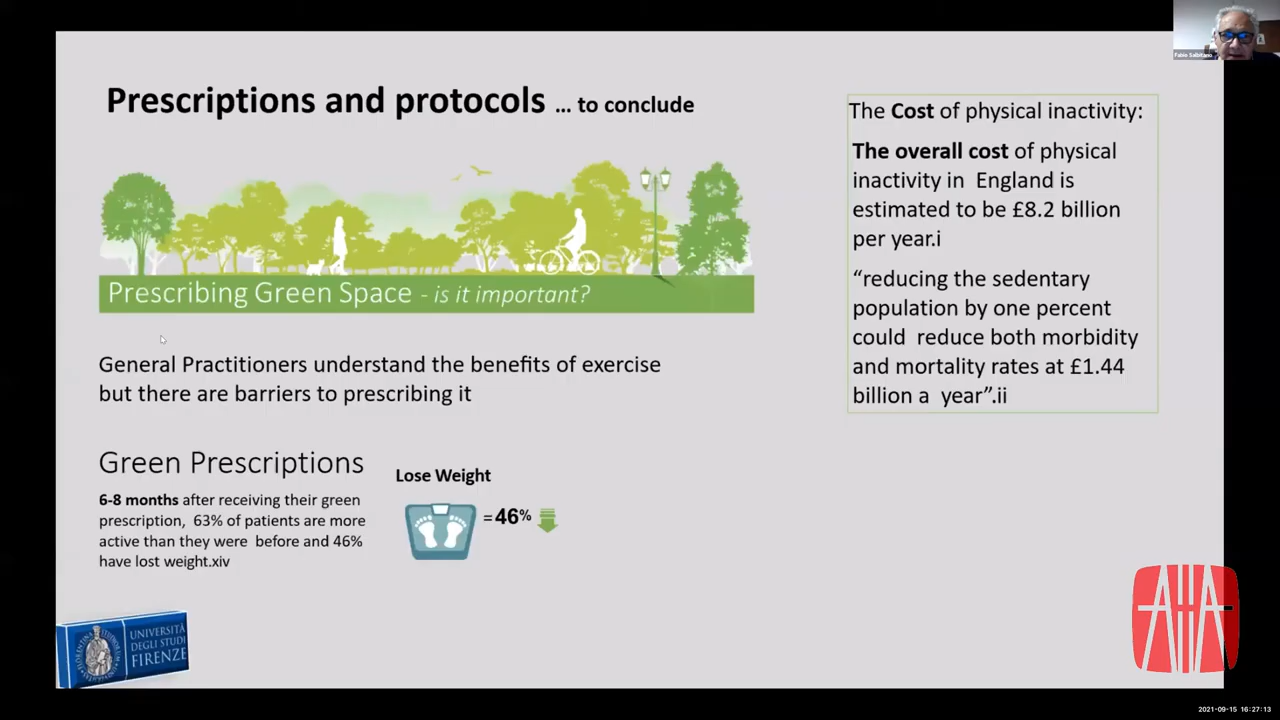 Prescriptions and protocols ... to conclude
Prescribing Green Space - is it important?
General Practitioners understand the benefits of exercise
but there are barriers to prescribing it
Green Prescriptions
6-8 months after receiving their green
prescription, 63% of patients are more
active than they were before and 46%
have lost weight.xiv
Lose Weight
= 46%
The Cost of physical inactivity:
The overall cost of physical
inactivity in England is
estimated to be £8.2 billion
per year.i
“reducing the sedentary
population by one percent
could reduce both morbidity
and mortality rates at £1.44
billion a year”.ii
UNIVERSITÀ
DEGLI STUDI
FIRENZE
Fabio Salbitano
2021-09-15 16:27:13